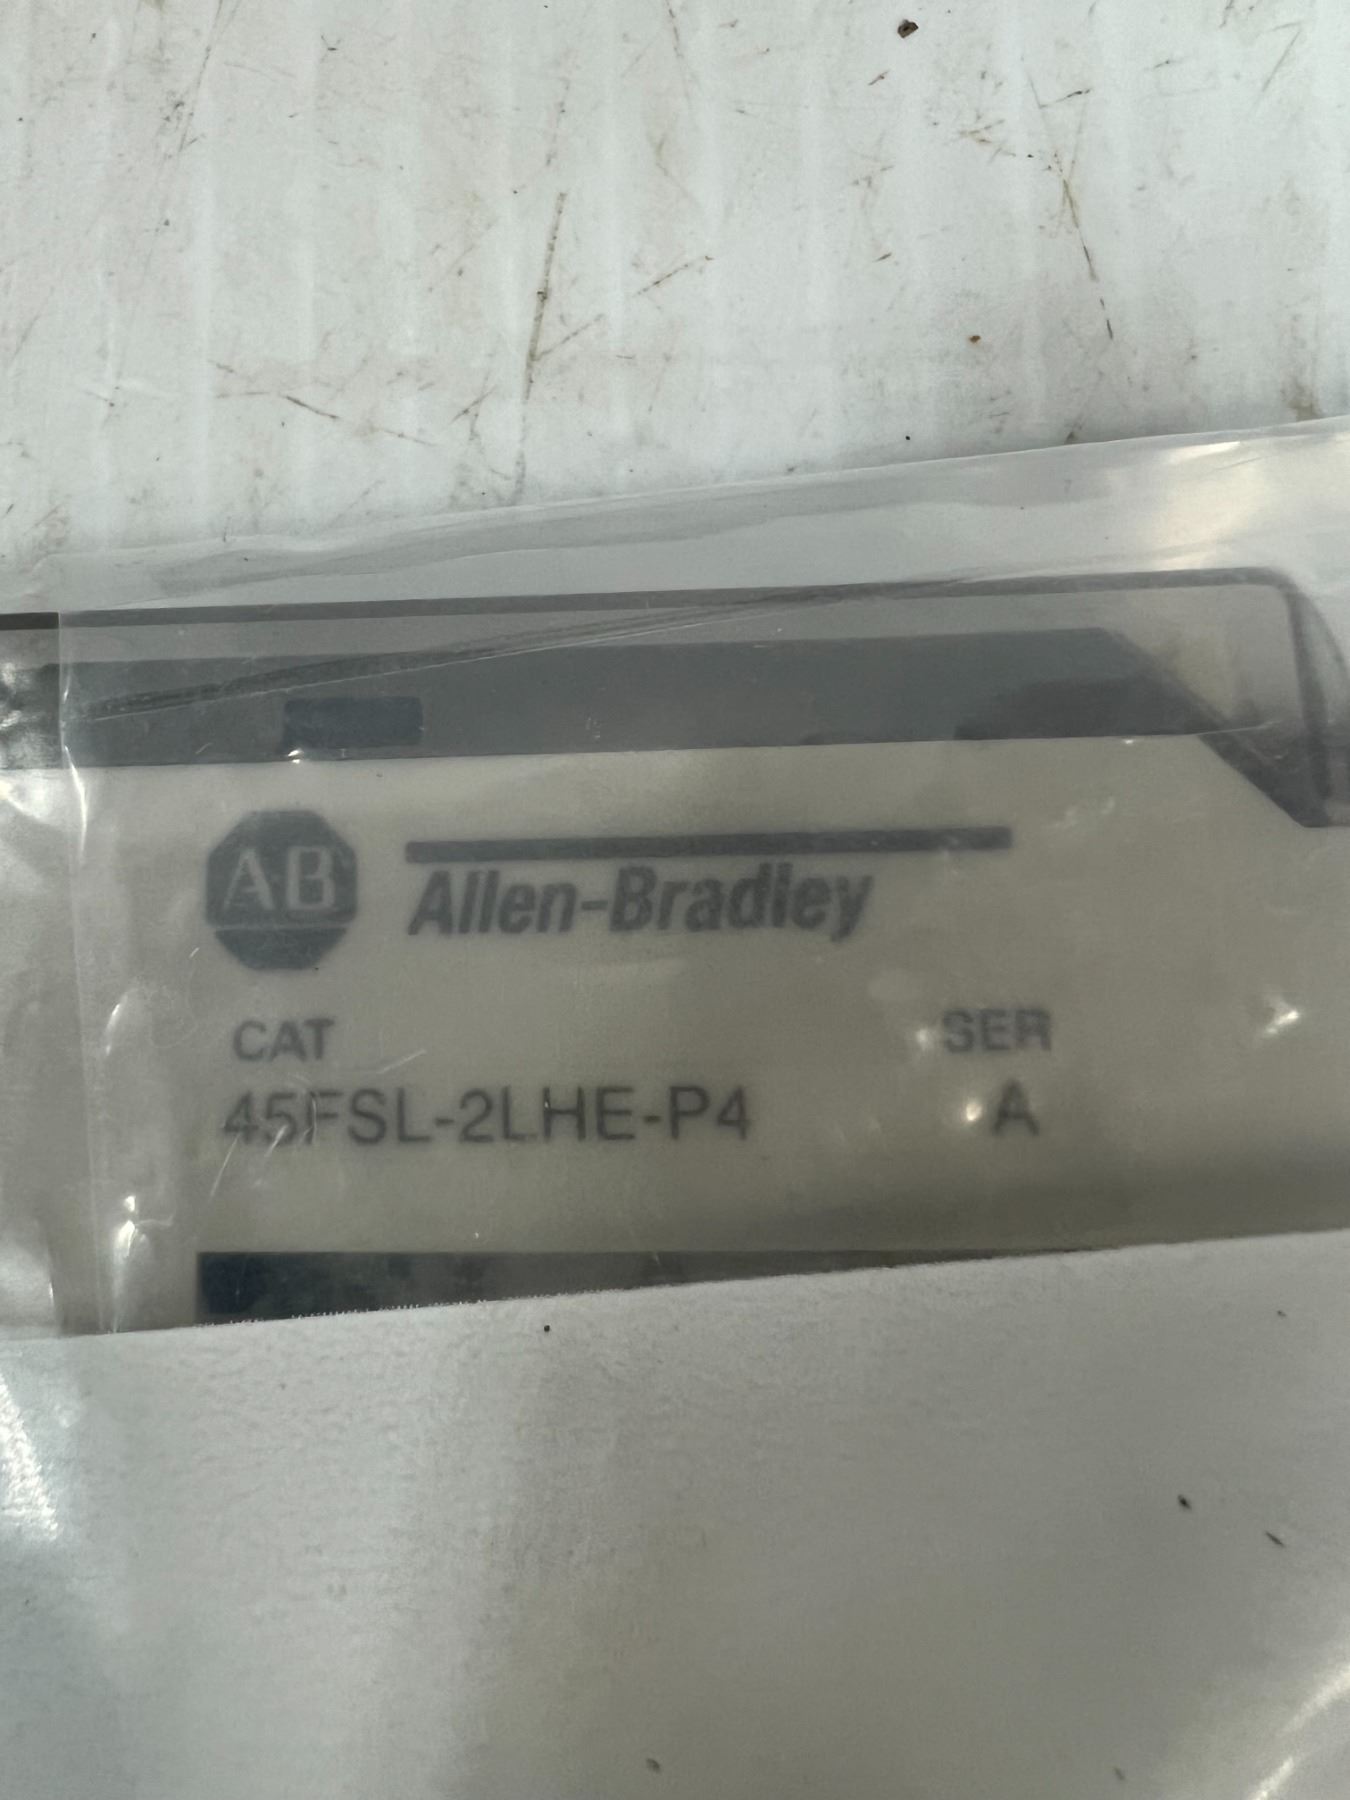 AB
Allen-Bradley
CAT SER
45FSL-2LHE-P4 A